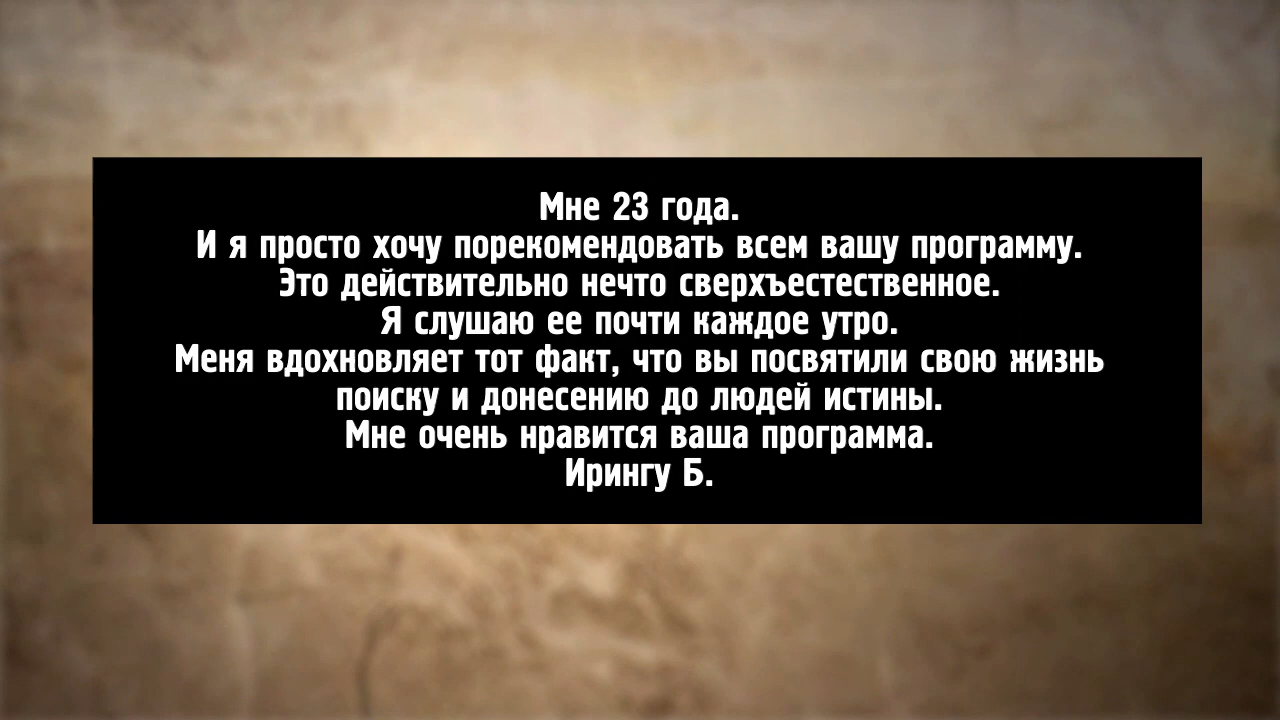 Мне 23 года.
И я просто хочу порекомендовать всем вашу программу.
Это действительно нечто сверхъестественное.
Я слушаю ее почти каждое утро.
Меня вдохновляет тот факт, что вы посвятили свою жизнь
поиску и донесению до людей истины.
Мне очень нравится ваша программа.
Ирингу Б.